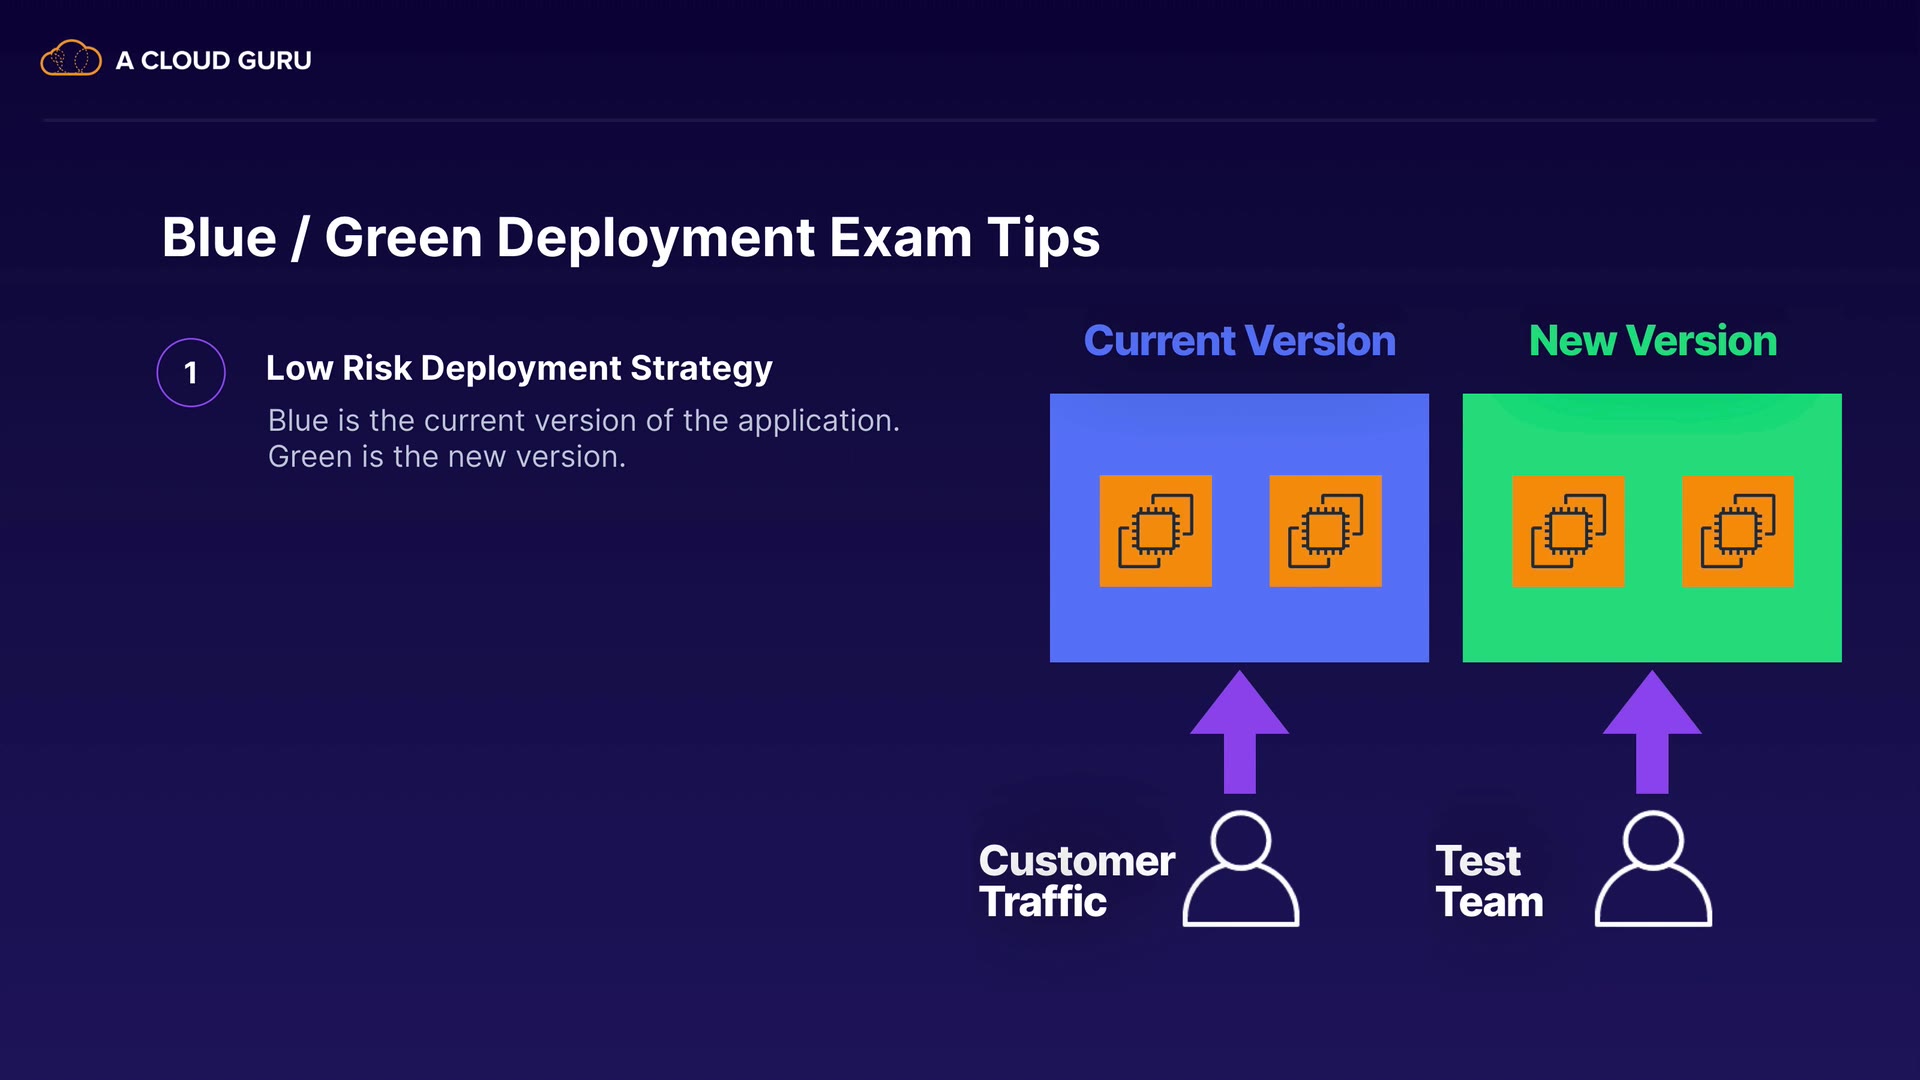 A CLOUD GURU
Blue / Green Deployment Exam Tips
1
Low Risk Deployment Strategy
Blue is the current version of the application.
Green is the new version.
Current Version
New Version
Customer
Traffic
Test
Team